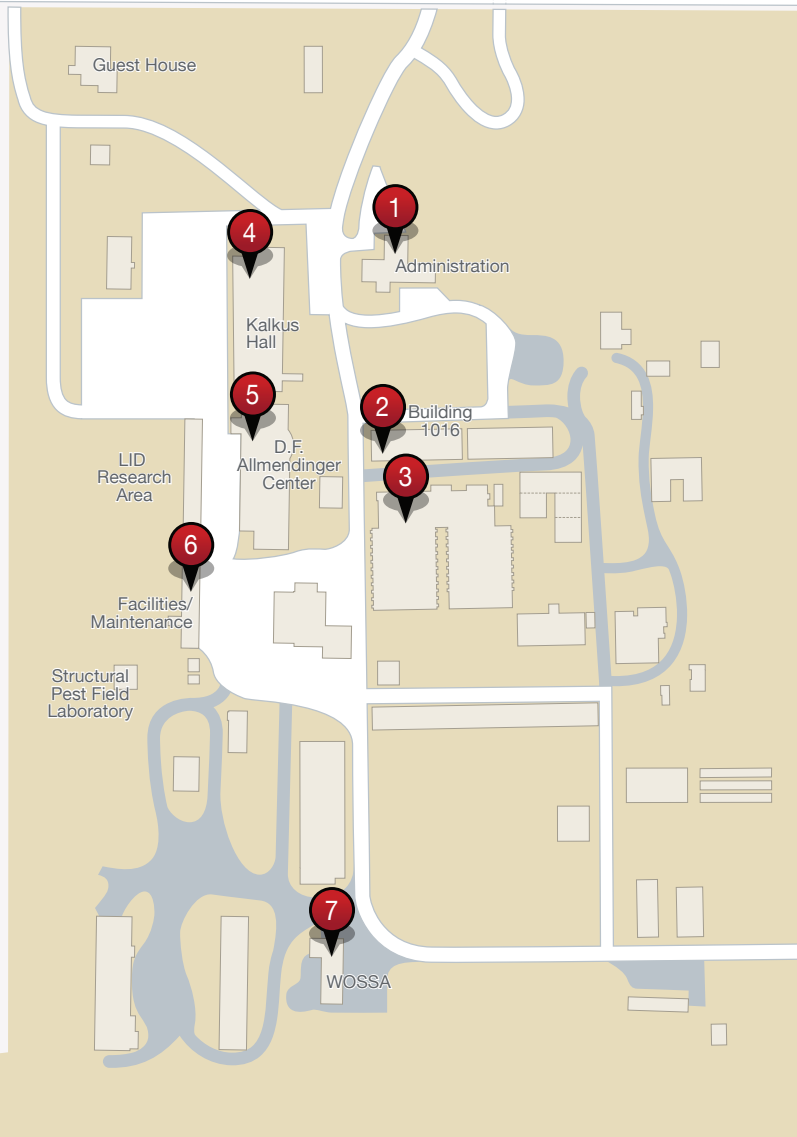 Guest House
1
4
Administration
Kalkus
Hall
5
2
Building
1016
D.F.
Allmendinger
Center
LID
Research
Area
3
6
Facilities/
Maintenance
Structural
Pest Field
Laboratory
7
WOSSA